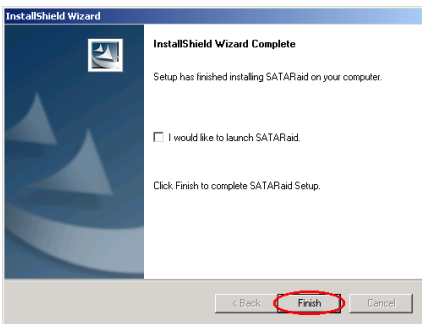 InstallShield Wizard
InstallShield Wizard Complete
Setup has finished installing SATARaid on your computer.
I would like to launch SATARaid.
Click Finish to complete SATARaid Setup.
< Back
Finish
Cancel